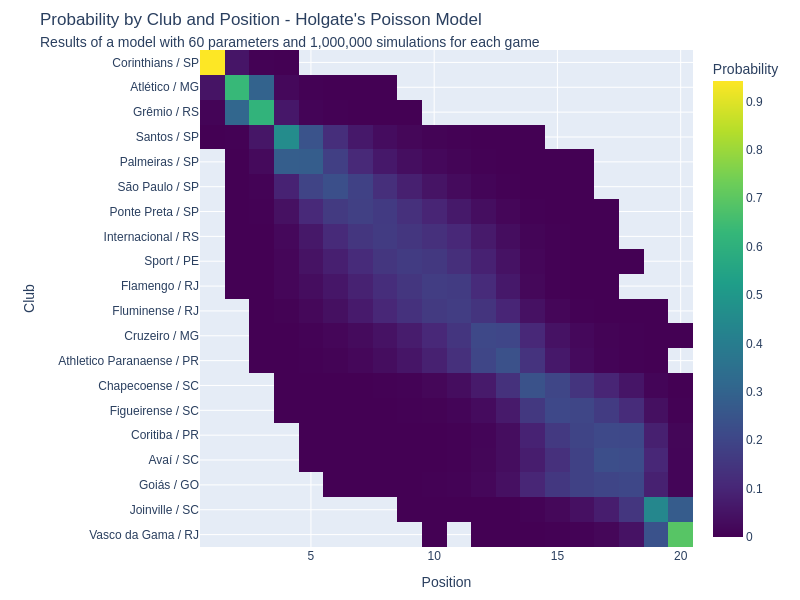 Probability by Club and Position - Holgate's Poisson Model
Results of a model with 60 parameters and 1,000,000 simulations for each game
Probability
Corinthians / SP
Atlético / MG
Grêmio / RS
Santos / SP
Palmeiras / SP
São Paulo / SP
Ponte Preta / SP
Internacional / RS
Sport / PE
Flamengo / RJ
Fluminense / RJ
Cruzeiro / MG
Athletico Paranaense / PR
Chapecoense / SC
Figueirense / SC
Coritiba / PR
Avaí / SC
Goiás / GO
Joinville / SC
Vasco da Gama / RJ
Club
0.9
0.8
0.7
0.6
0.5
0.4
0.3
0.2
0.1
0
5
10
15
20
Position